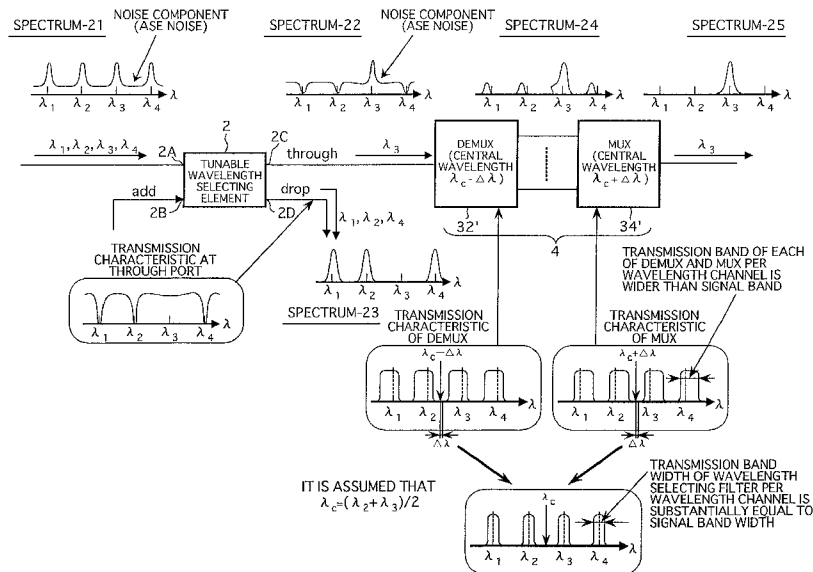 NOISE COMPONENT
(ASE NOISE)
NOISE COMPONENT
(ASE NOISE)
SPECTRUM-21
SPECTRUM-22
SPECTRUM-24
SPECTRUM-25
λ1 λ2 λ3 λ4 λ
λ1 λ2 λ3 λ4 λ
λ1 λ2 λ3 λ4 λ
λ1 λ2 λ3 λ4 λ
λ1, λ2, λ3, λ4
2A
2
2C
TUNABLE
WAVELENGTH
SELECTING
ELEMENT
through
λ3
DEMUX
(CENTRAL
WAVELENGTH
λc-Δλ)
MUX
(CENTRAL
WAVELENGTH
λc+Δλ)
λ3
add
2B
2D
drop
λ1, λ2, λ4
32'
34'
4
TRANSMISSION
CHARACTERISTIC AT
THROUGH PORT
λ1 λ2 λ3 λ4 λ
λ1 λ2 λ3 λ4 λ
SPECTRUM-23
TRANSMISSION BAND OF EACH
OF DEMUX AND MUX PER
WAVELENGTH CHANNEL IS
WIDER THAN SIGNAL BAND
TRANSMISSION
CHARACTERISTIC
OF DEMUX
TRANSMISSION
CHARACTERISTIC
OF MUX
λc-Δλ
λc+Δλ
λ1 λ2 λ3 λ4 λ
λ1 λ2 λ3 λ4 λ
Δλ
Δλ
IT IS ASSUMED THAT
λc=(λ2+λ3)/2
λc
λ1 λ2 λ3 λ4 λ
TRANSMISSION BAND
WIDTH OF WAVELENGTH
SELECTING FILTER PER
WAVELENGTH CHANNEL IS
SUBSTANTIALLY EQUAL TO
SIGNAL BAND WIDTH